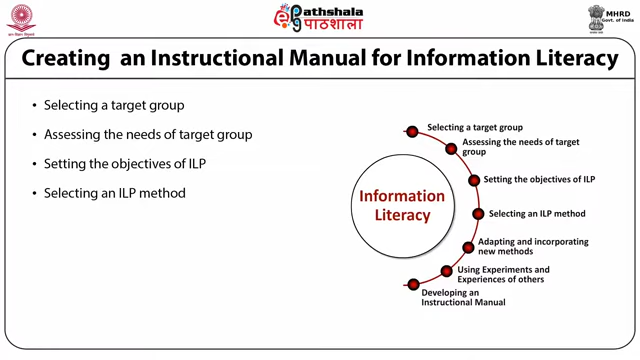 Pathshala
पाठशाला
MHRD
Govt. of India
Creating an Instructional Manual for Information Literacy
• Selecting a target group
• Assessing the needs of target group
• Setting the objectives of ILP
• Selecting an ILP method
Information
Literacy
Selecting a target group
Assessing the needs of target
group
Setting the objectives of ILP
Selecting an ILP method
Adapting and incorporating
new methods
Using Experiments and
Experiences of others
Developing an
Instructional Manual